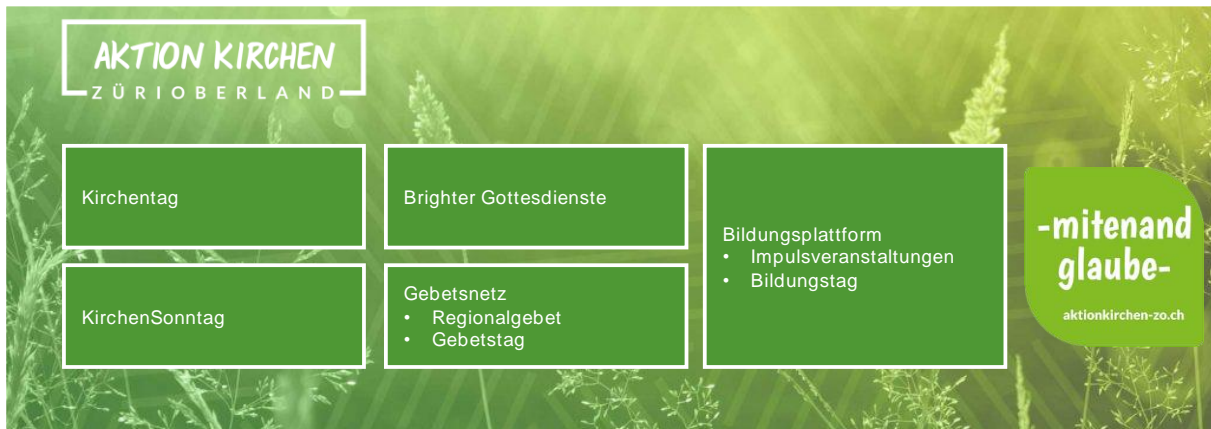 AKTION KIRCHEN
ZÜRIOBERLAND
Kirchentag
Brighter Gottesdienste
Bildungsplattform
• Impulsveranstaltungen
• Bildungstag
KirchenSonntag
Gebetsnetz
• Regionalgebet
• Gebetstag
-mitenand
glaube-
aktionkirchen-zo.ch